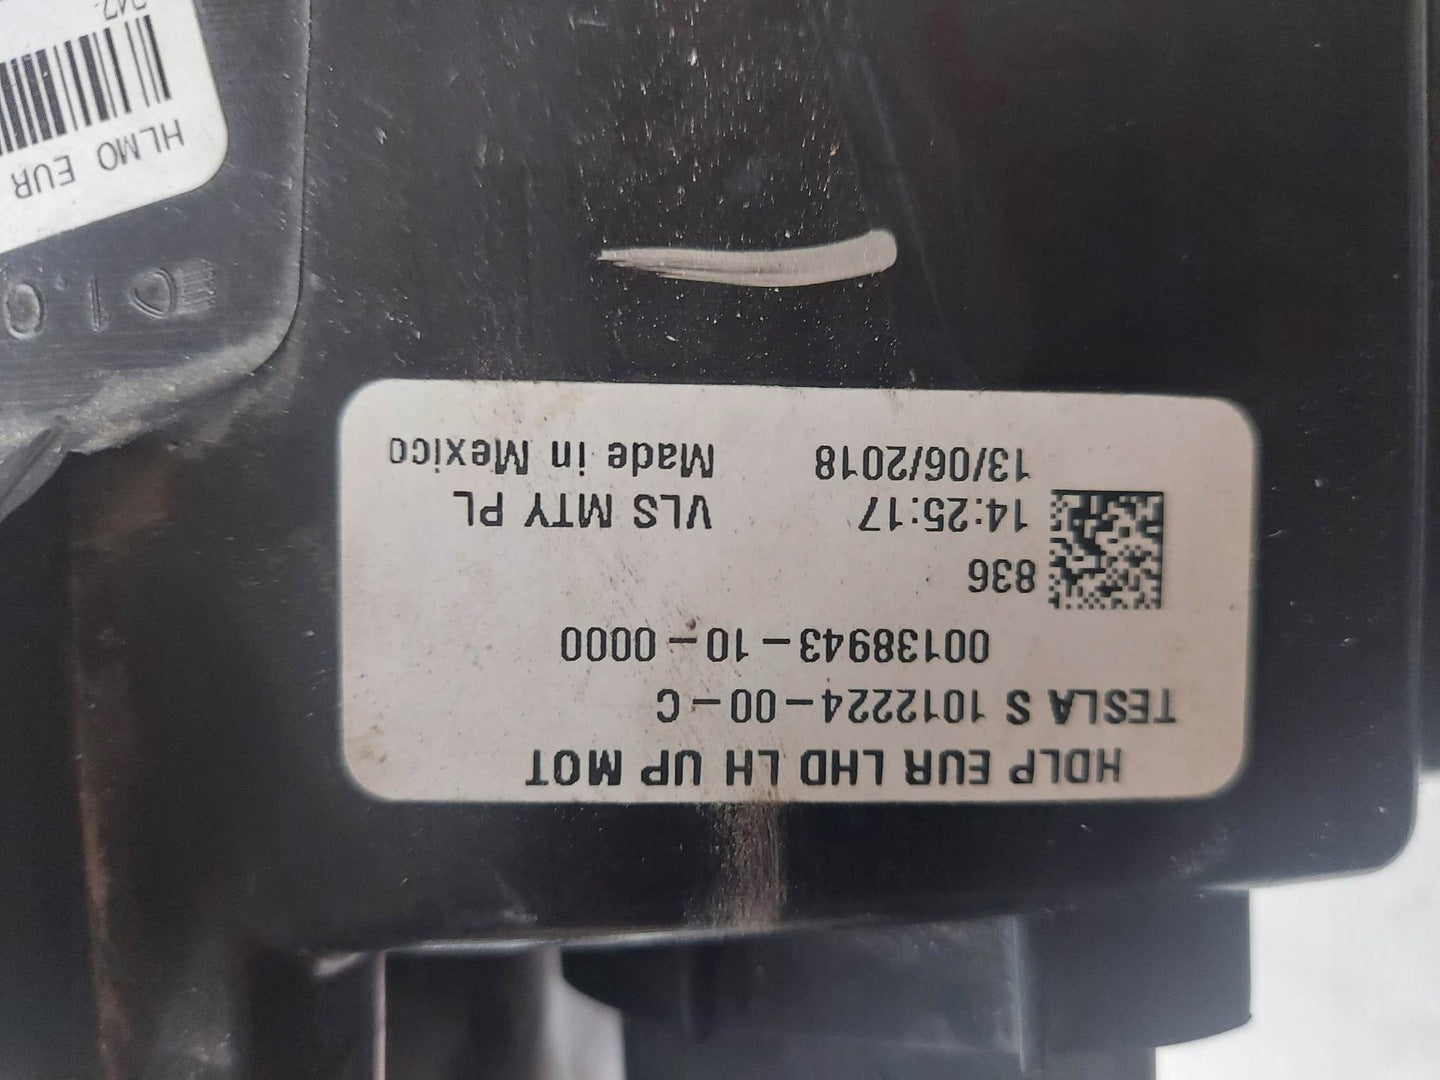 HDLP EUR LHD LH UP MOT
TESLA S 1012224-00-C
00138943-10-0000
836
14:25:17 VLS MTY PL
13/06/2018 Made in Mexico
HLMO EUR